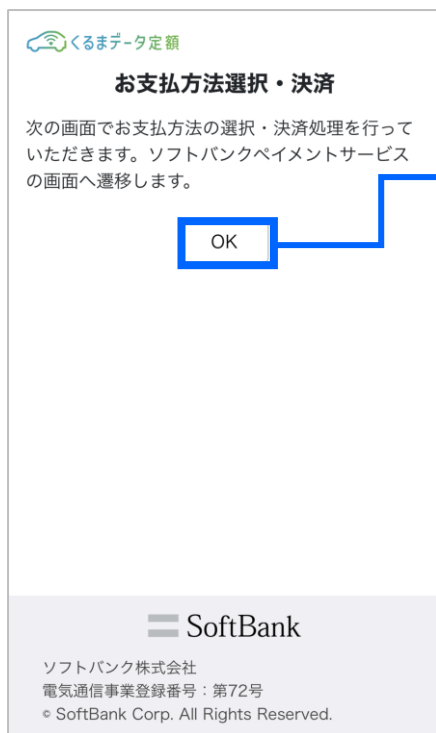 くるまデータ定額
お支払方法選択・決済
次の画面でお支払方法の選択・決済処理を行って
いただきます。ソフトバンクペイメントサービス
の画面へ遷移します。
OK
SoftBank
ソフトバンク株式会社
電気通信事業登録番号：第72号
© SoftBank Corp. All Rights Reserved.